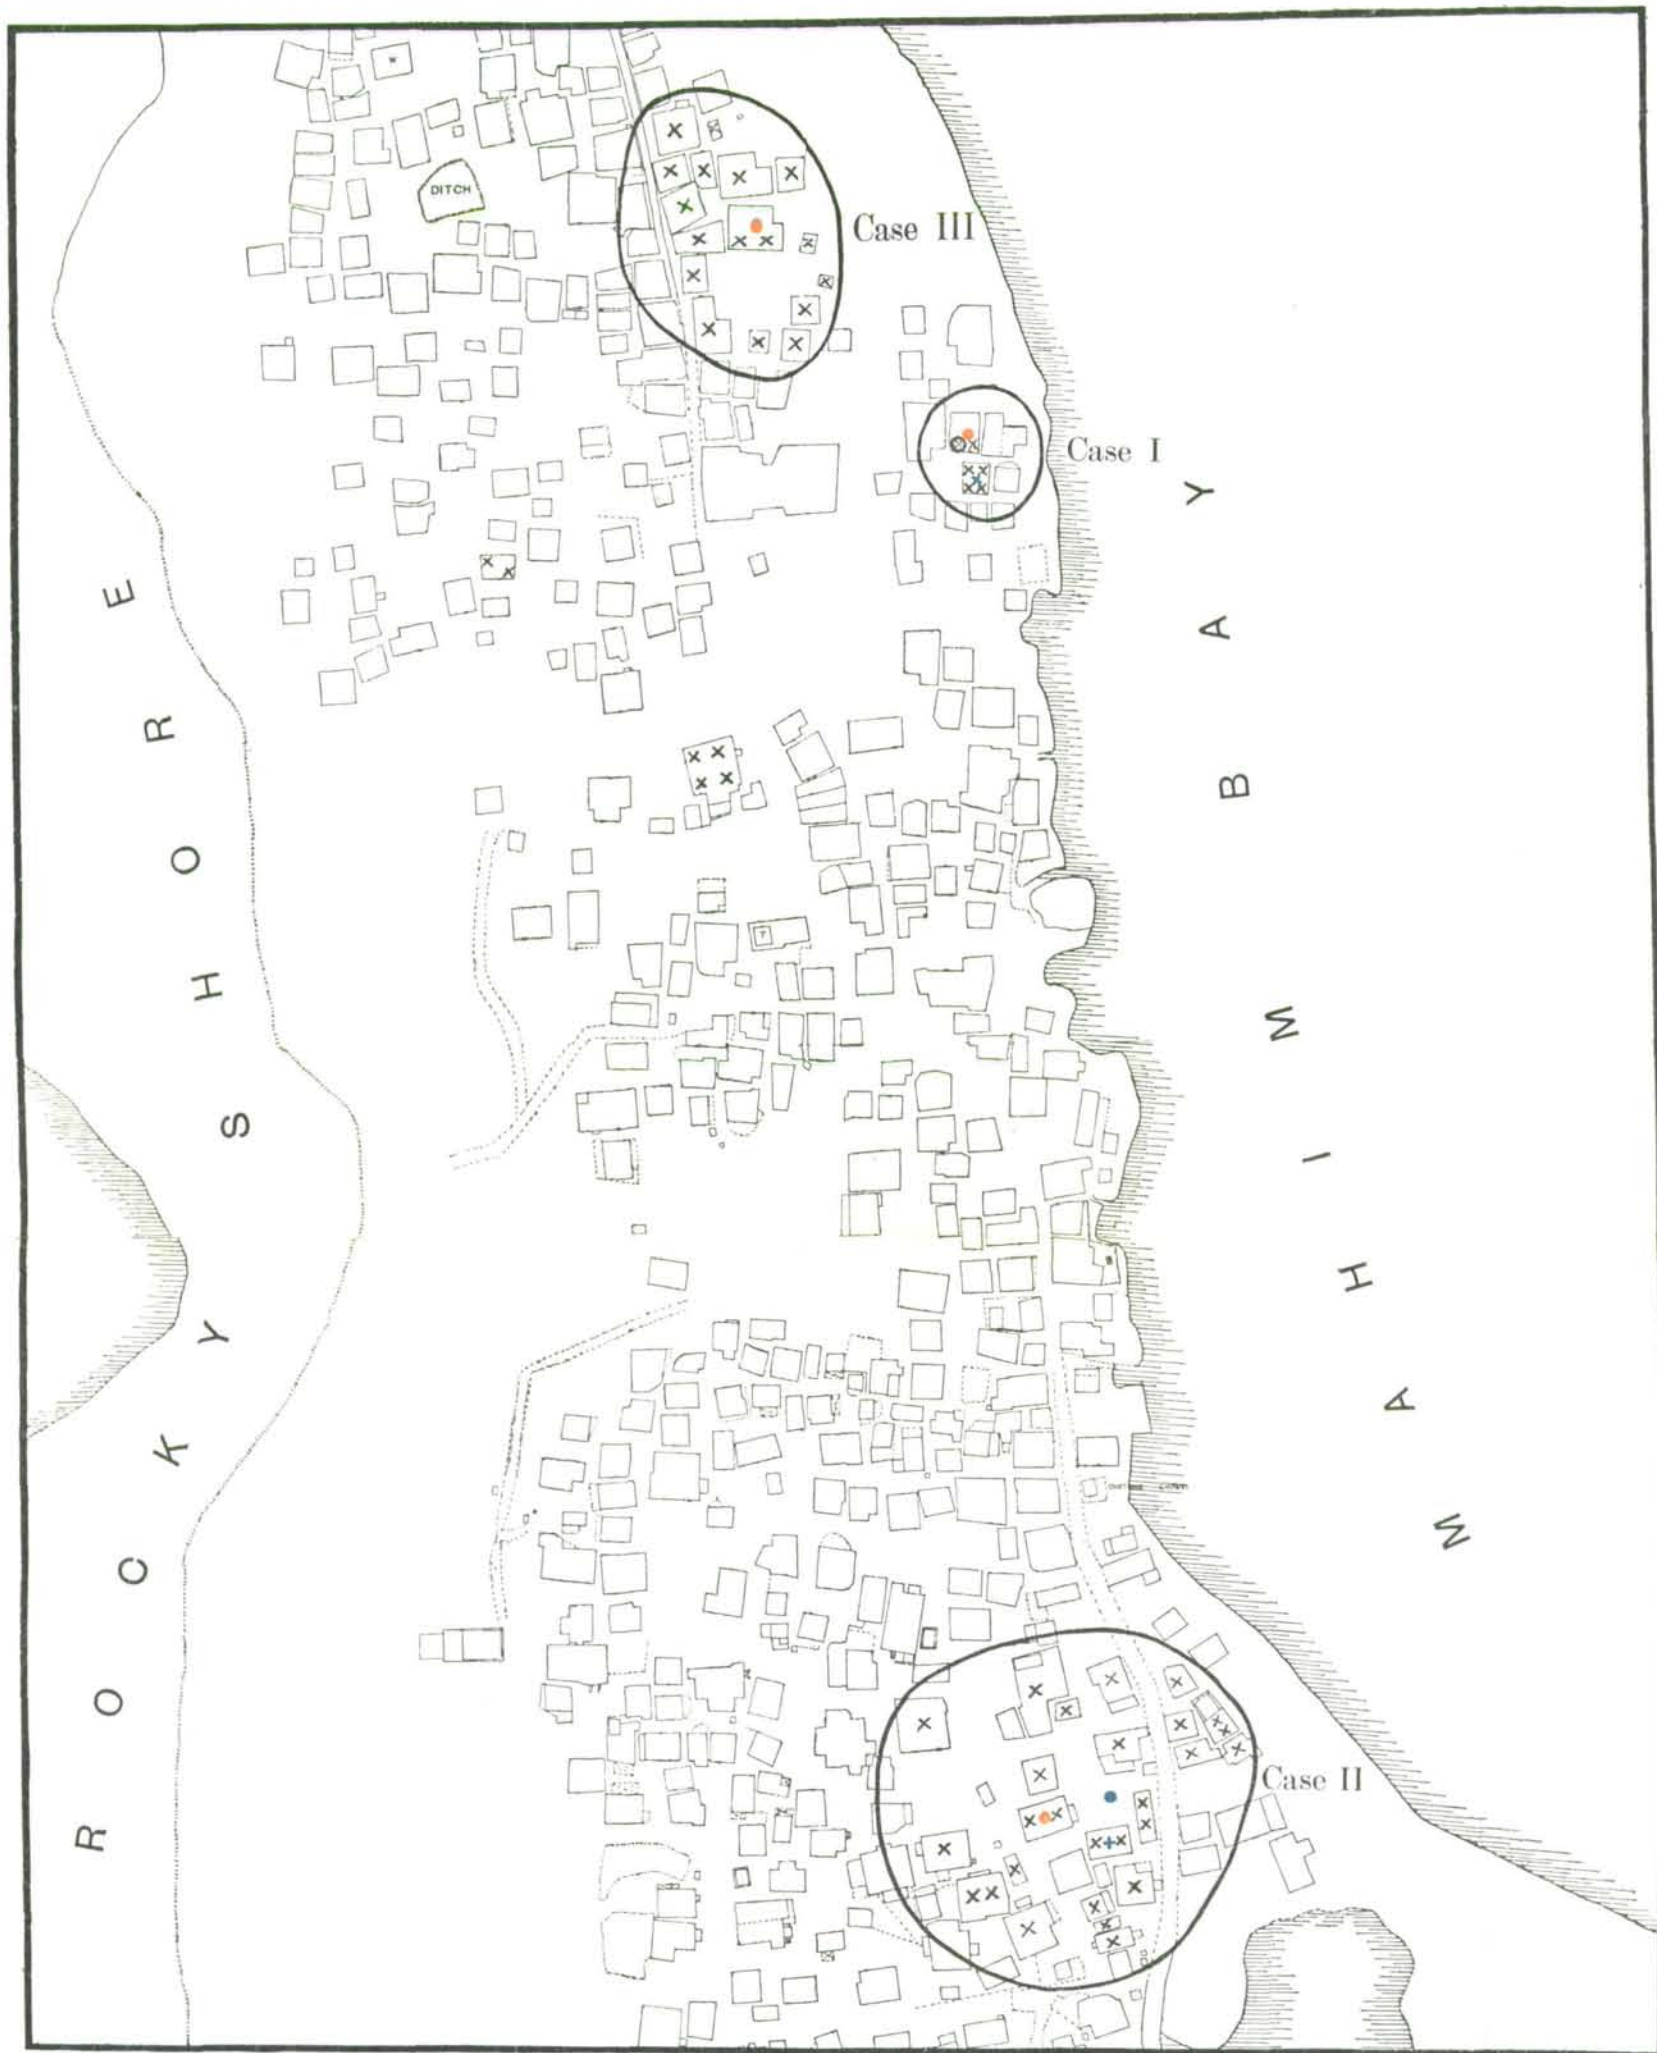 DITCH
Case III
Case I
Case II
ROCKY SHORE
MAHIM BAY